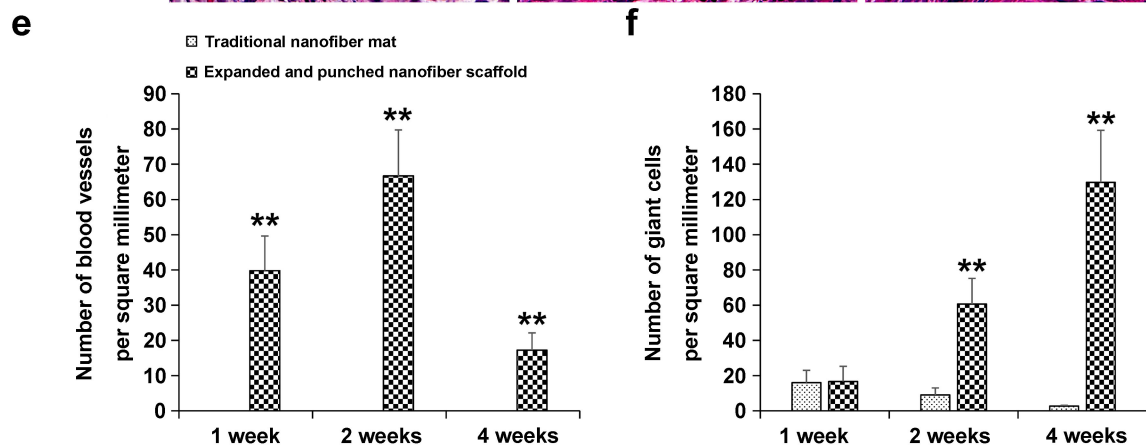 e
Traditional nanofiber mat
Expanded and punched nanofiber scaffold
Number of blood vessels
per square millimeter
90
80
70
60
50
40
30
20
10
0
**
**
**
1 week
2 weeks
4 weeks
f
Number of giant cells
per square millimeter
180
160
140
120
100
80
60
40
20
0
**
**
1 week
2 weeks
4 weeks